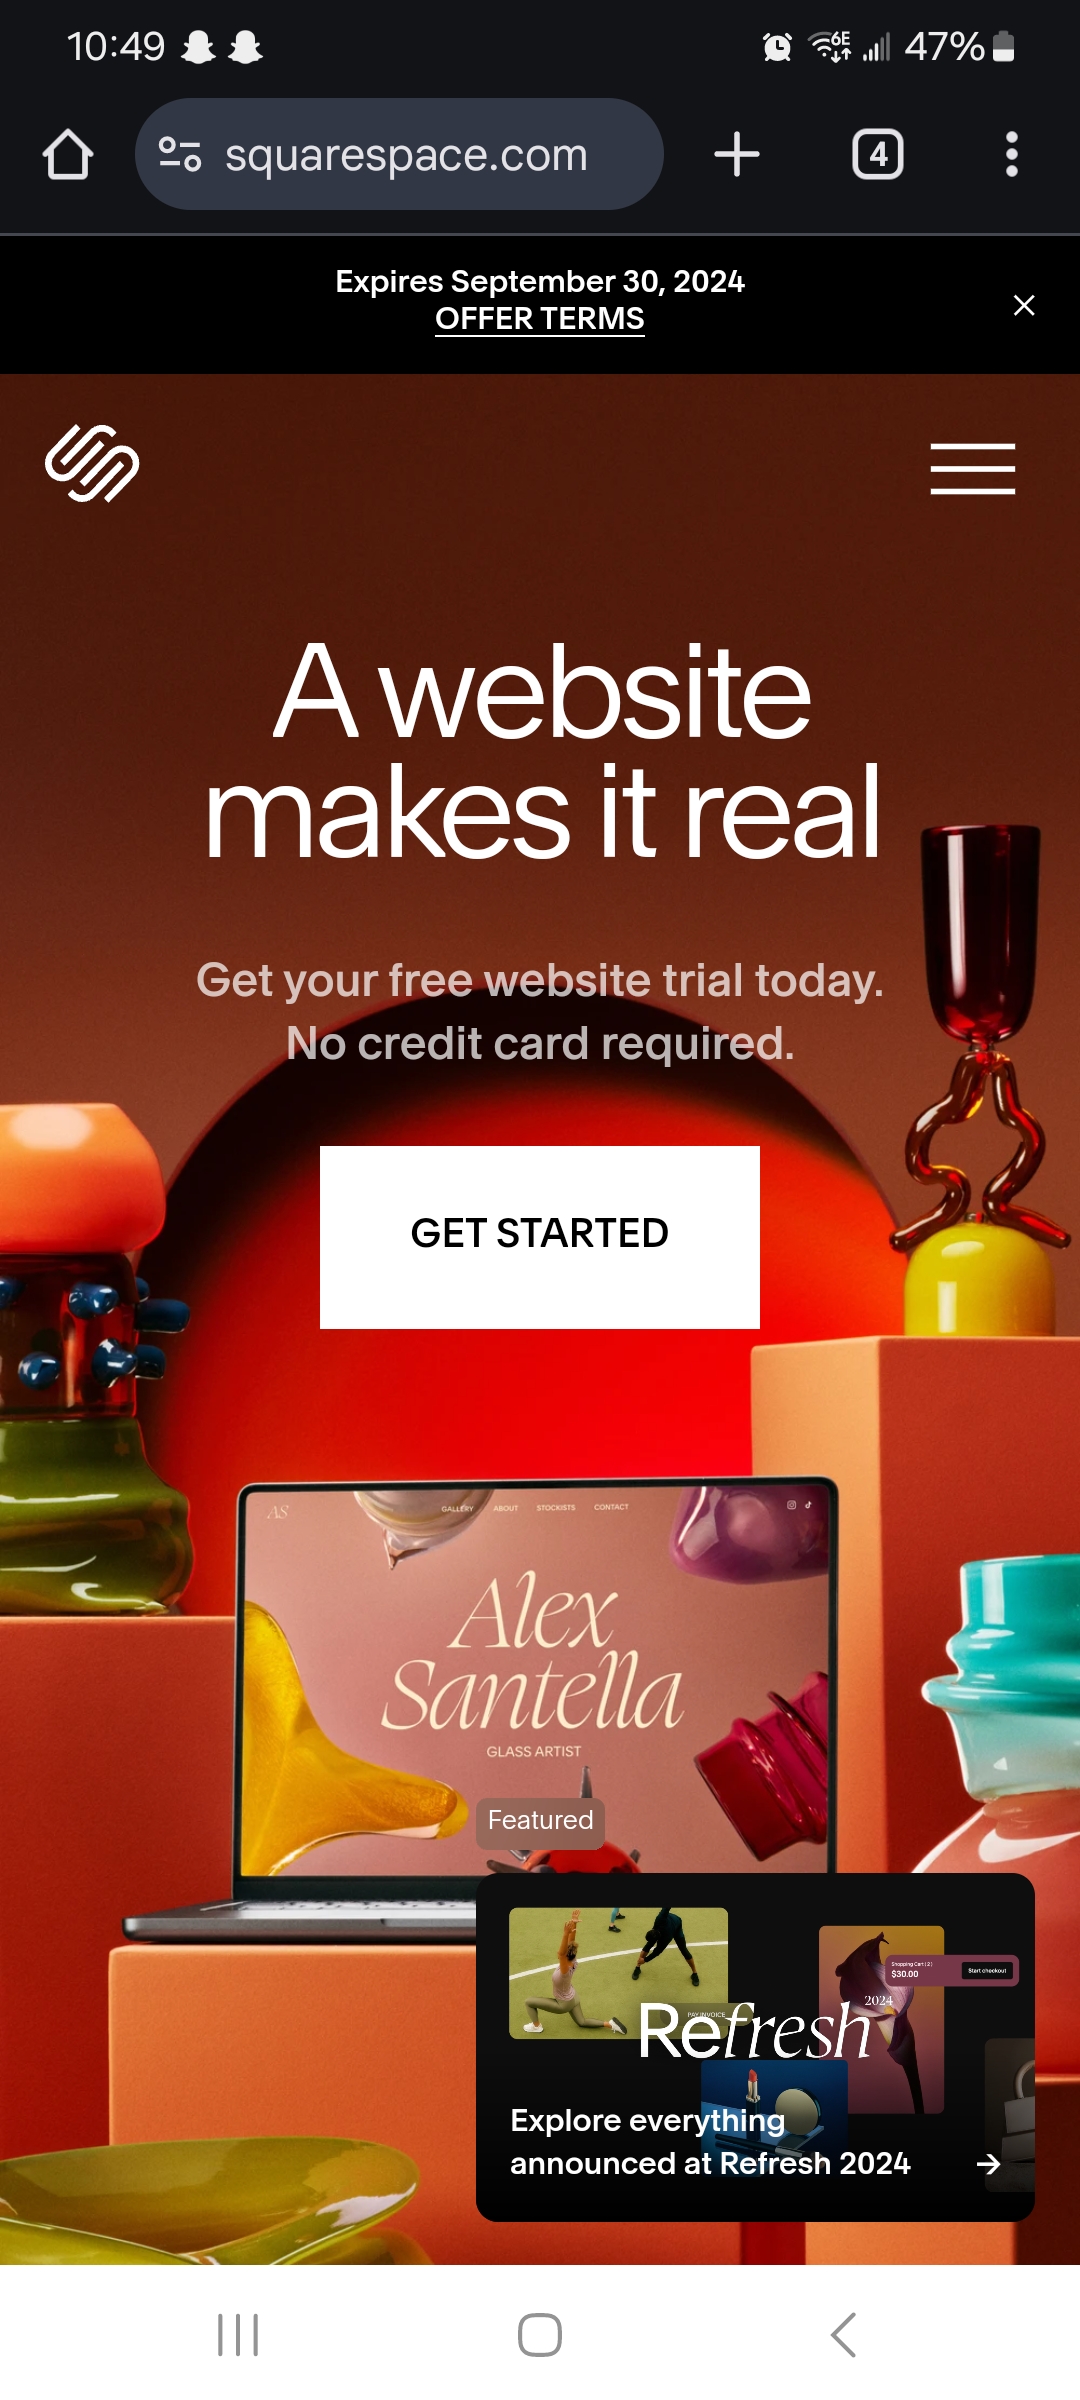 10:49
6E
47%
squarespace.com
4
Expires September 30, 2024
OFFER TERMS
A website
makes it real
Get your free website trial today.
No credit card required.
GET STARTED
AS
GALLERY ABOUT STOCKISTS CONTACT
Alex
Santella
GLASS ARTIST
Featured
Shopping Cart (2)
$30.00
Start checkout
2024
PAY INVOICE
Refresh
Explore everything
announced at Refresh 2024